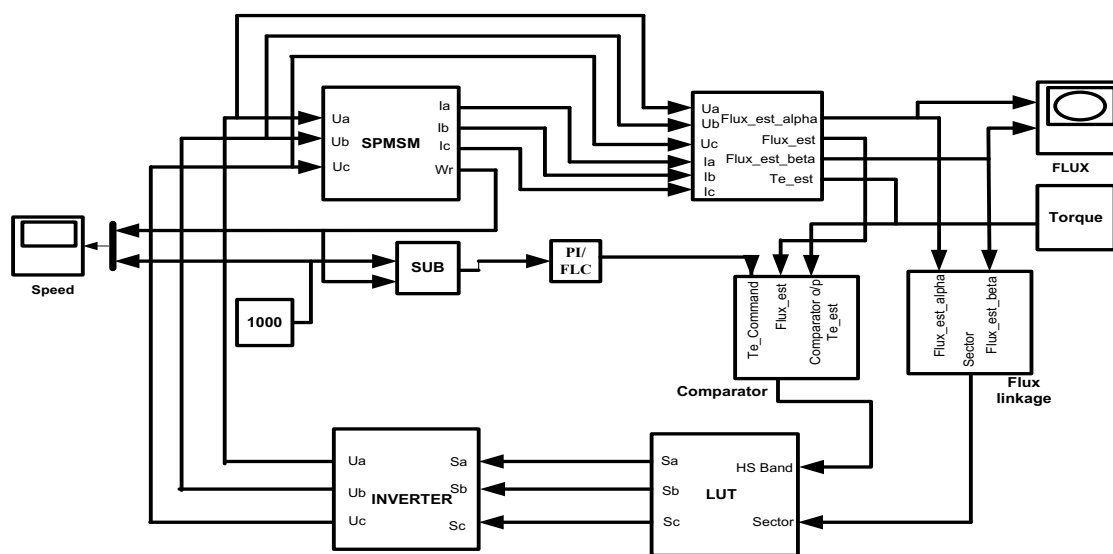 Ua
Ub
Uc
SPMSM
Ia
Ib
Ic
Wr
Ua
Ub
Uc
Ia
Ib
Ic
Flux_est_alpha
Flux_est
Flux_est_beta
Te_est
FLUX
Torque
Speed
SUB
PI/
FLC
1000
Te_Command
Flux_est
Comparator o/p
Te_est
Comparator
Flux_est_alpha
Sector
Flux_est_beta
Flux
linkage
Ua
Ub
Uc
INVERTER
Sa
Sb
Sc
Sa
Sb
Sc
LUT
HS Band
Sector